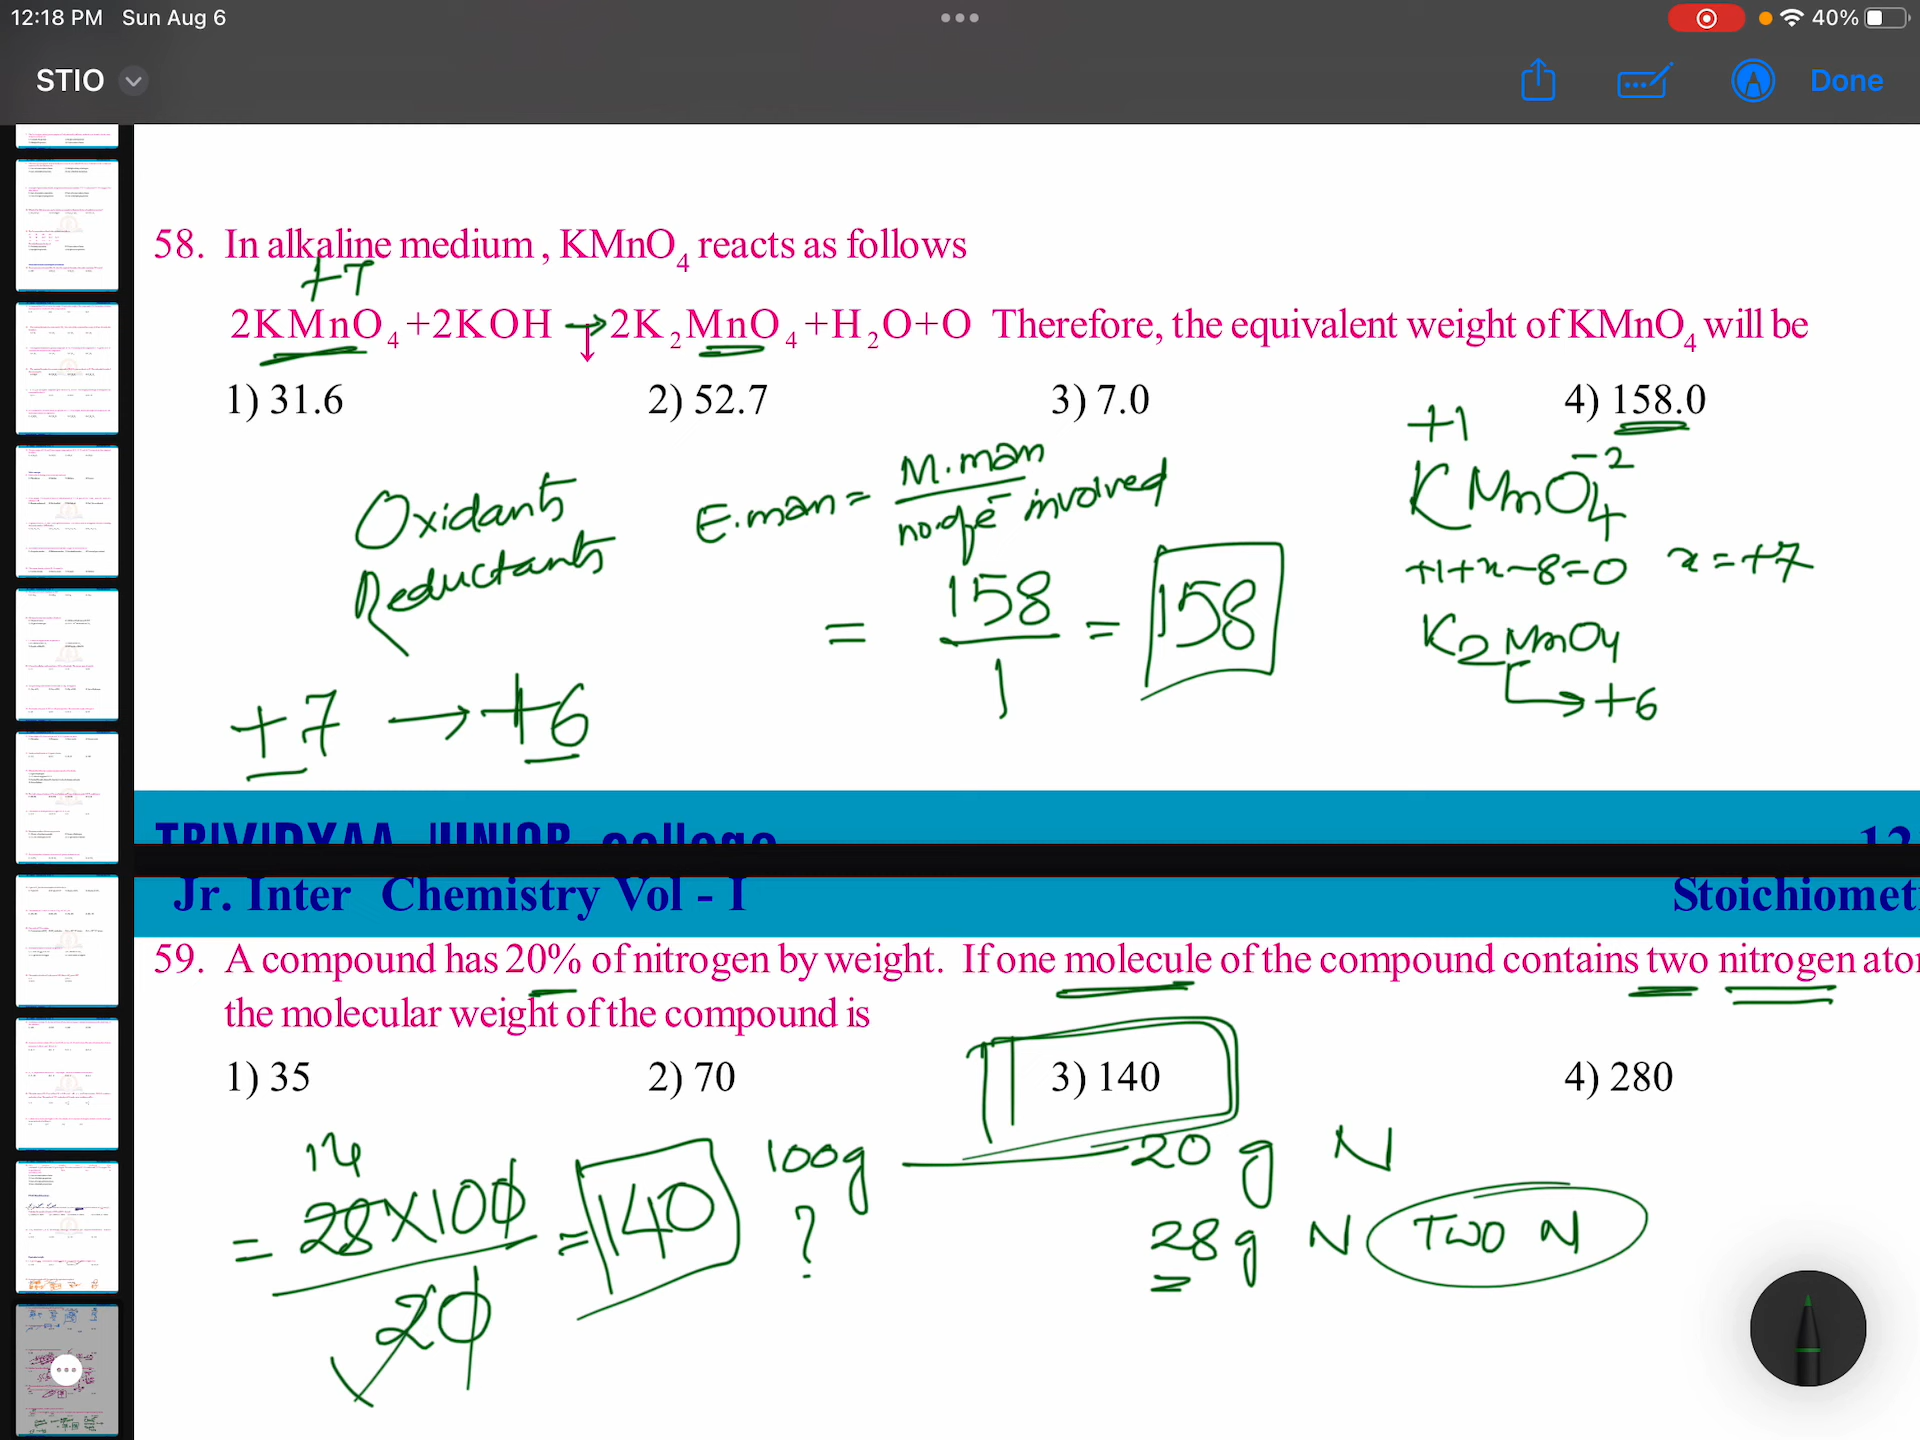 12:18 PM Sun Aug 6
40%
STIO
Done
58. In alkaline medium, KMnO₄ reacts as follows
+7
2KMnO₄+2KOH → 2K₂MnO₄+H₂O+O Therefore, the equivalent weight of KMnO₄ will be
1) 31.6 2) 52.7 3) 7.0 4) 158.0
Oxidants
Reductants
+7 → +6
E.man = M.man / no.of e⁻ involved
= 158/1 = 158
+1 -2
KMnO₄
+1+x-8=0 x=+7
K₂MnO₄
→+6
TRIVIDYAA JUNIOR college 12
Jr. Inter Chemistry Vol - I Stoichiomet
59. A compound has 20% of nitrogen by weight. If one molecule of the compound contains two nitrogen ato
the molecular weight of the compound is
1) 35 2) 70 3) 140 4) 280
14
= 28×100 / 20 = 140
100g — 20 g N
? 28g N TWO N